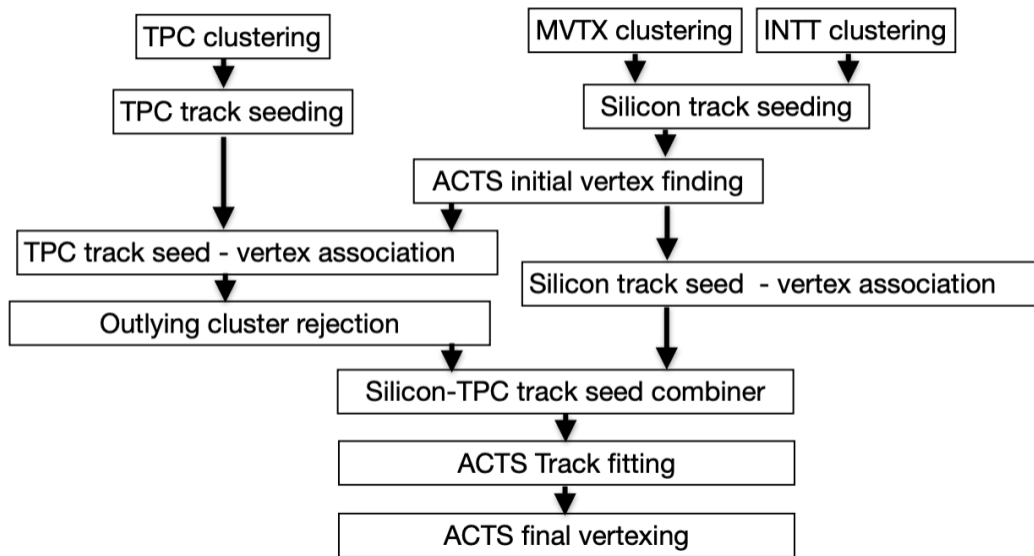 TPC clustering
MVTX clustering
INTT clustering
TPC track seeding
Silicon track seeding
ACTS initial vertex finding
TPC track seed - vertex association
Silicon track seed - vertex association
Outlying cluster rejection
Silicon-TPC track seed combiner
ACTS Track fitting
ACTS final vertexing